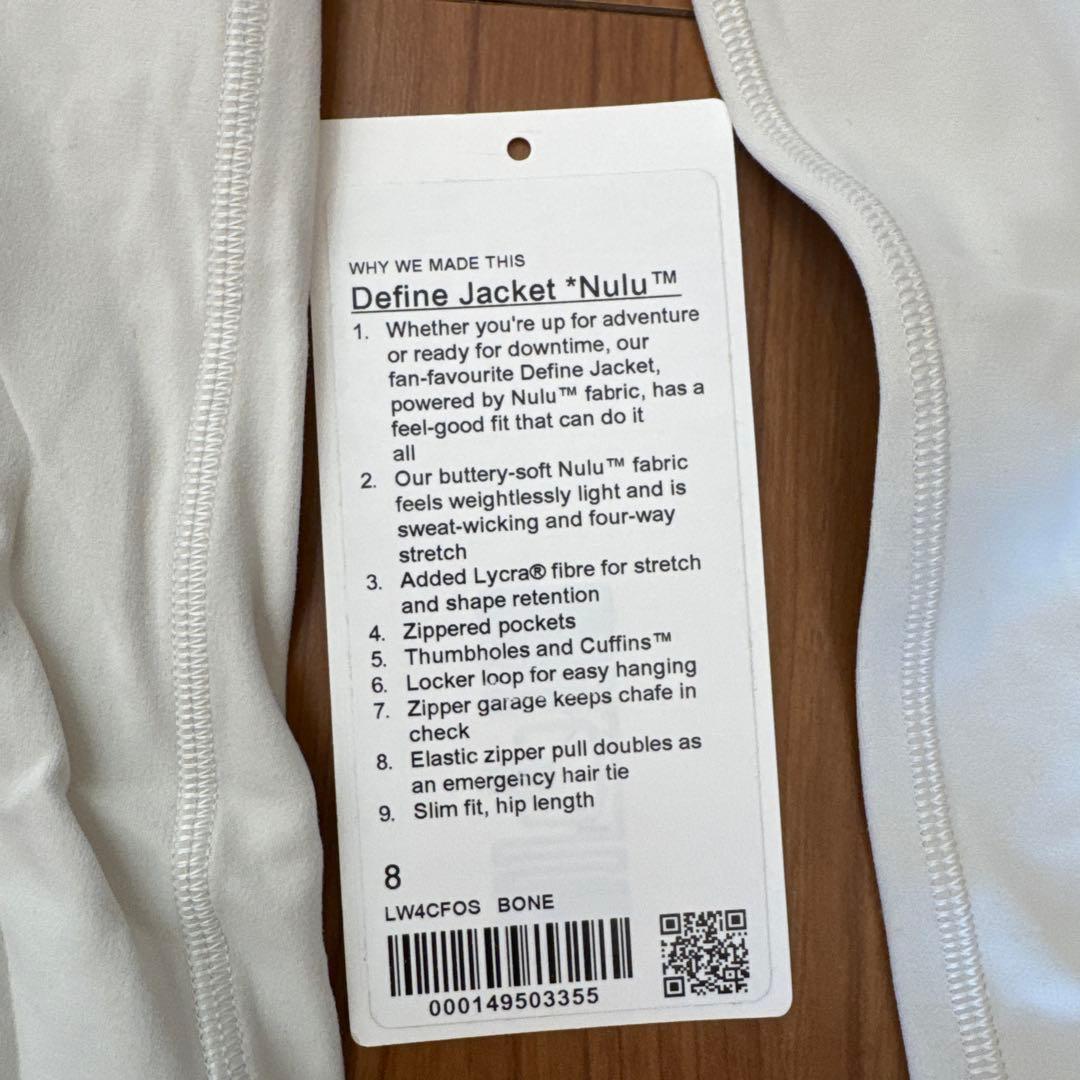 WHY WE MADE THIS
Define Jacket *Nulu™
1. Whether you're up for adventure
or ready for downtime, our
fan-favourite Define Jacket,
powered by Nulu™ fabric, has a
feel-good fit that can do it
all
2. Our buttery-soft Nulu™ fabric
feels weightlessly light and is
sweat-wicking and four-way
stretch
3. Added Lycra® fibre for stretch
and shape retention
4. Zippered pockets
5. Thumbholes and Cuffins™
6. Locker loop for easy hanging
7. Zipper garage keeps chafe in
check
8. Elastic zipper pull doubles as
an emergency hair tie
9. Slim fit, hip length
8
LW4CFOS BONE
000149503355